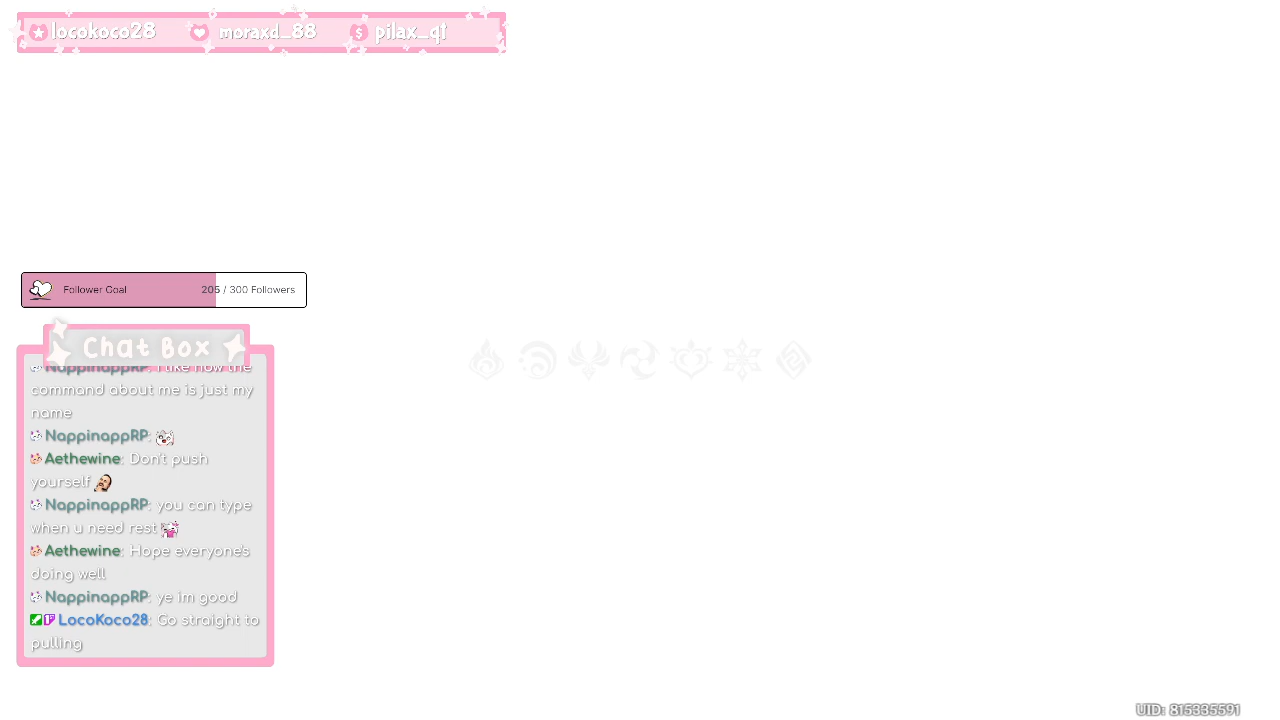 locokoco28 moraxd_88 pilax_qt
Follower Goal 205 / 300 Followers
Chat Box
NappinappRP: I like how the
command about me is just my
name
NappinappRP:
Aethewine: Don't push
yourself
NappinappRP: you can type
when u need rest
Aethewine: Hope everyone's
doing well
NappinappRP: ye im good
LocoKoco28: Go straight to
pulling
UID: 815335591